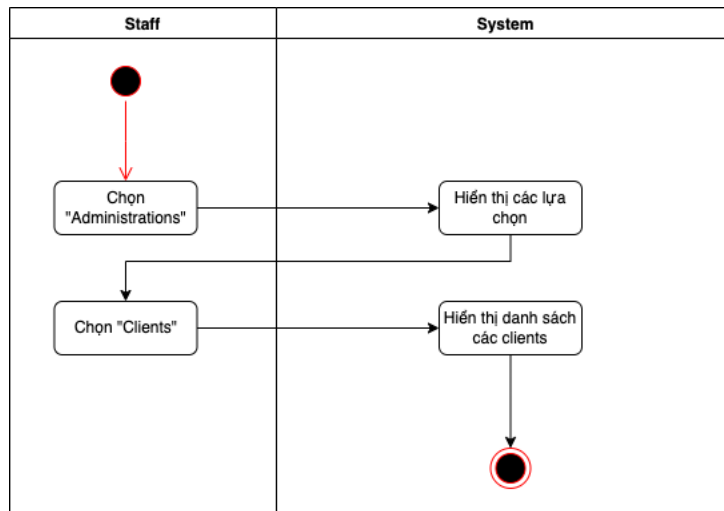 Staff
System
Chọn
"Administrations"
Hiển thị các lựa
chọn
Chọn "Clients"
Hiển thị danh sách
các clients